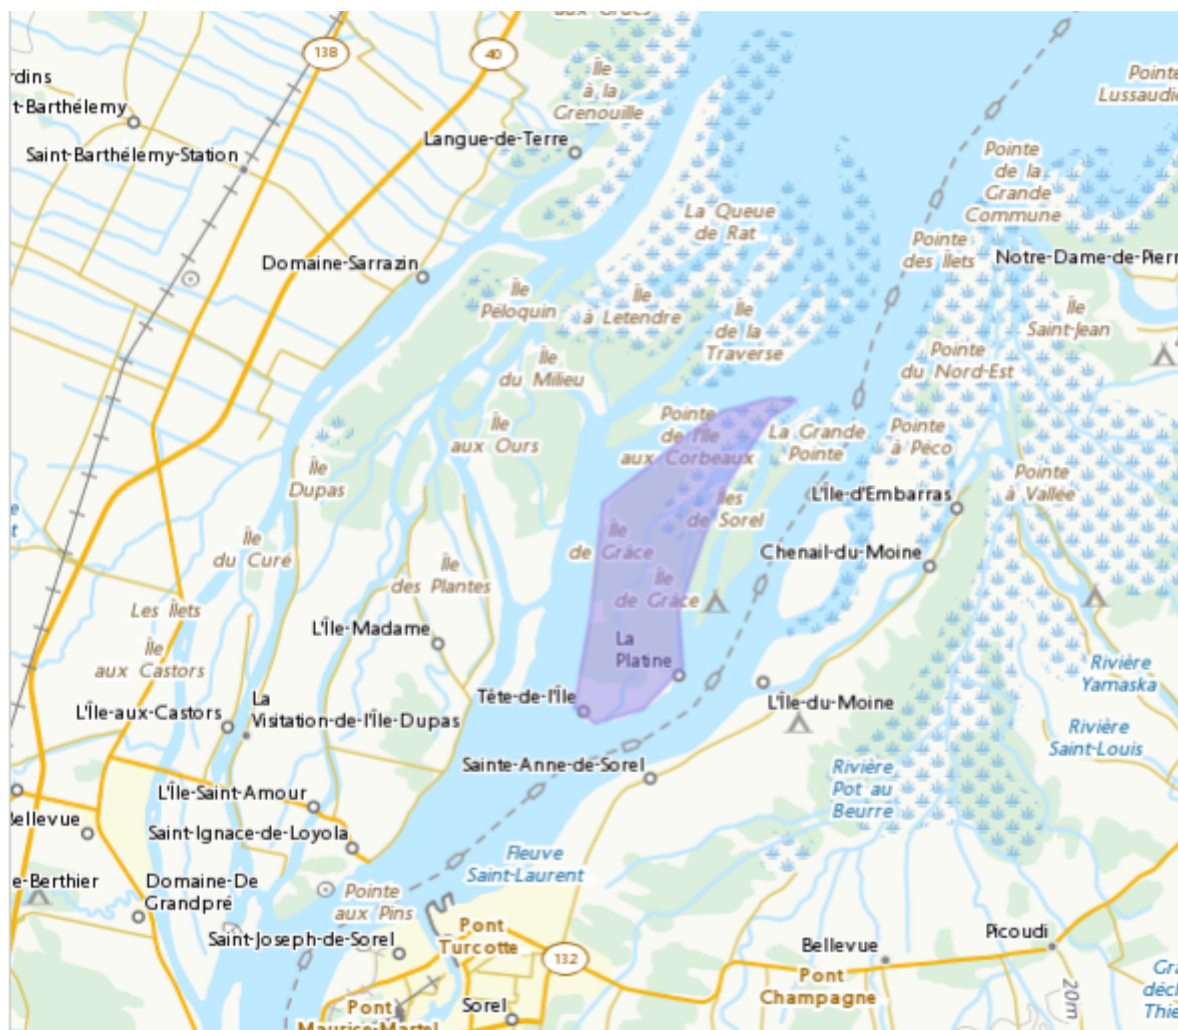 aux Grues
138
40
Île
à la
Grenouille
Pointe
rdins
t-Barthélemy
Langue-de-Terre
Saint-Barthélemy-Station
Pointe
de la
Grande
Commune
La Queue
de Rat
Pointe
des Îlets
Notre-Dame-de-Pierr
Domaine-Sarrazin
Île
Péloquin
Île
à Letendre
Île
de la
Traverse
Île
Saint-Jean
Île
du Milieu
Pointe
du Nord-Est
Île
aux Ours
Pointe
de l'Île
aux Corbeaux
La Grande
Pointe
Pointe
à Péco
Île
Dupas
Pointe
à Vallée
L'Île-d'Embarras
Îles
de Sorel
Île
du Curé
Île
de Grâce
Chenail-du-Moine
Île
des Plantes
Île
de Grâce
Les Îlets
L'Île-Madame
La
Platine
Île
aux Castors
Rivière
Yamaska
Tête-de-l'Île
L'Île-du-Moine
L'Île-aux-Castors
La
Visitation-de-l'Île-Dupas
Rivière
Saint-Louis
Sainte-Anne-de-Sorel
Rivière
Pot au
Beurre
L'Île-Saint-Amour
Bellevue
Saint-Ignace-de-Loyola
Fleuve
Saint-Laurent
e-Berthier
Domaine-De
Grandpré
Pointe
aux Pins
Saint-Joseph-de-Sorel
Pont
Turcotte
132
Bellevue
Picoudi
Pont
Champagne
20m
Sorel
Pont
Maurice-Martel